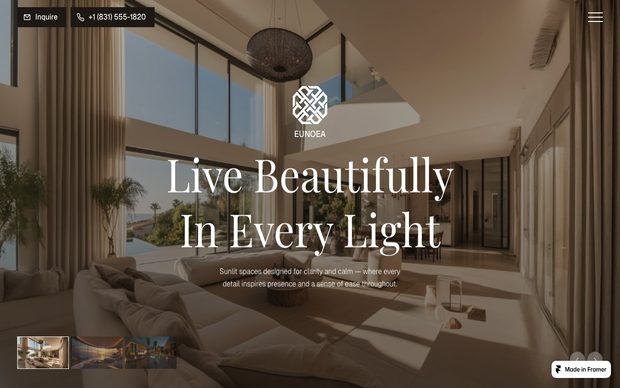 Inquire
+1 (831) 555-1820
EUNOEA
Live Beautifully
In Every Light
Sunlit spaces designed for clarity and calm — where every
detail inspires presence and a sense of ease throughout.
Made in Framer